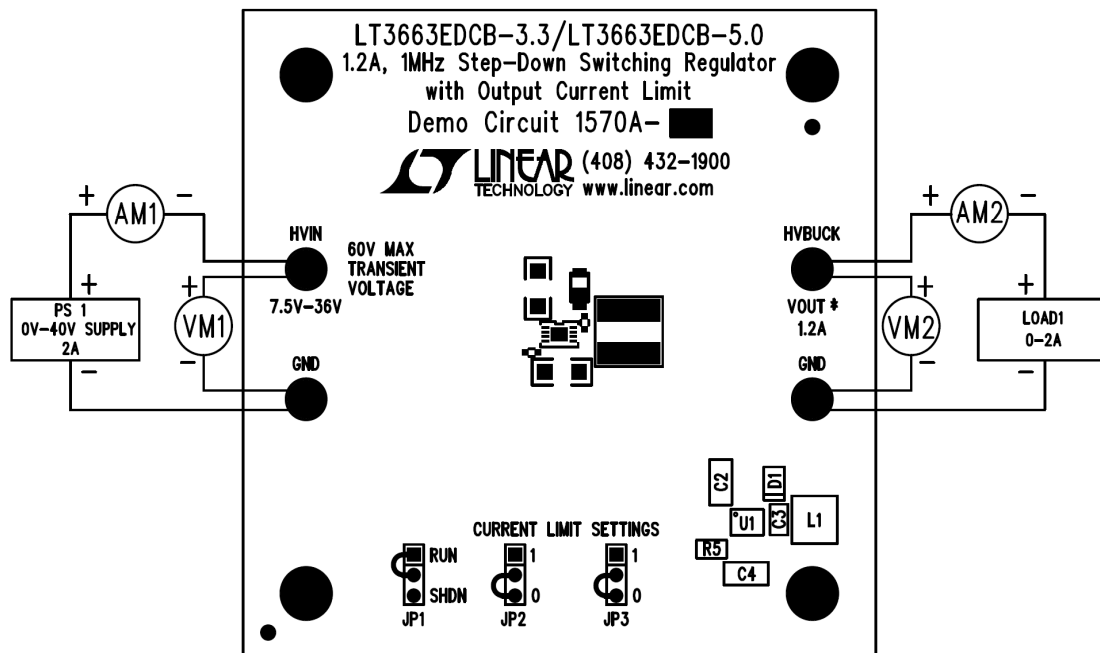 LT3663EDCB-3.3/LT3663EDCB-5.0
1.2A, 1MHz Step-Down Switching Regulator
with Output Current Limit
Demo Circuit 1570A-
LT LINEAR TECHNOLOGY
(408) 432-1900
www.linear.com
+ AM1 -
HVIN
60V MAX
TRANSIENT
VOLTAGE
7.5V-36V
+
PS 1
0V-40V SUPPLY
2A
-
+
VM1
-
GND
+ AM2 -
HVBUCK
VOUT *
1.2A
+
VM2
-
+
LOAD1
0-2A
-
GND
C2
D1
U1
C3
L1
R5
C4
CURRENT LIMIT SETTINGS
RUN
SHDN
JP1
1
0
JP2
1
0
JP3